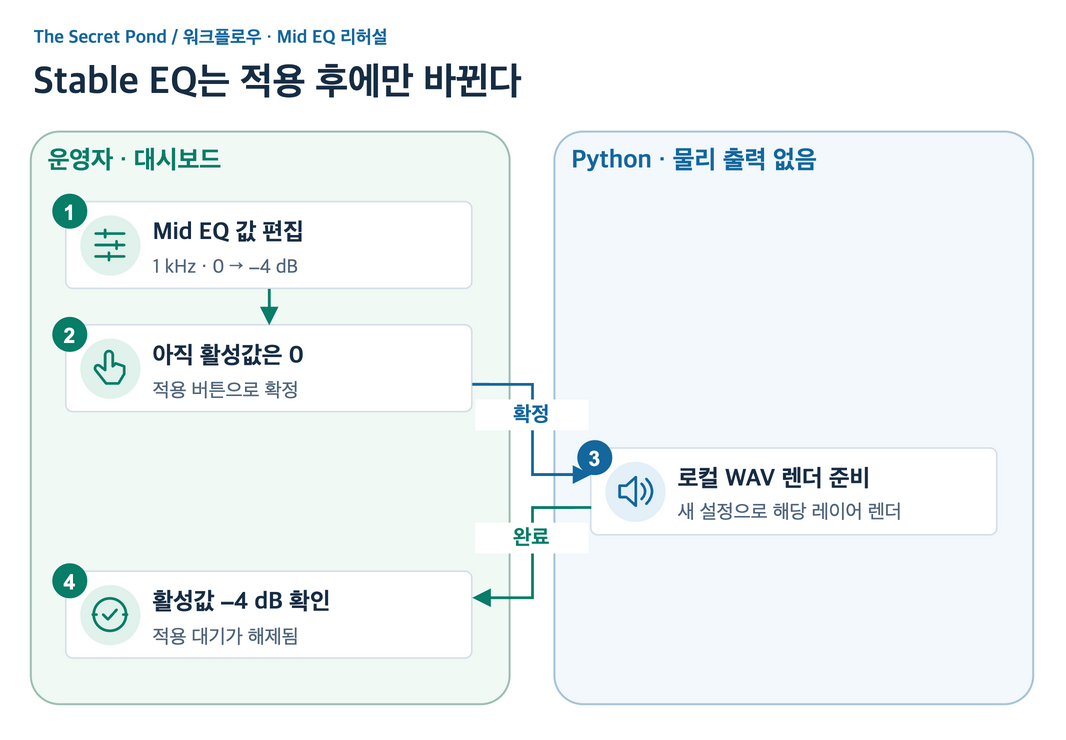 The Secret Pond / 워크플로우 · Mid EQ 리허설
Stable EQ는 적용 후에만 바뀐다
운영자 · 대시보드
1
Mid EQ 값 편집
1 kHz · 0 → −4 dB
2
아직 활성값은 0
적용 버튼으로 확정
확정
Python · 물리 출력 없음
3
로컬 WAV 렌더 준비
새 설정으로 해당 레이어 렌더
완료
4
활성값 −4 dB 확인
적용 대기가 해제됨